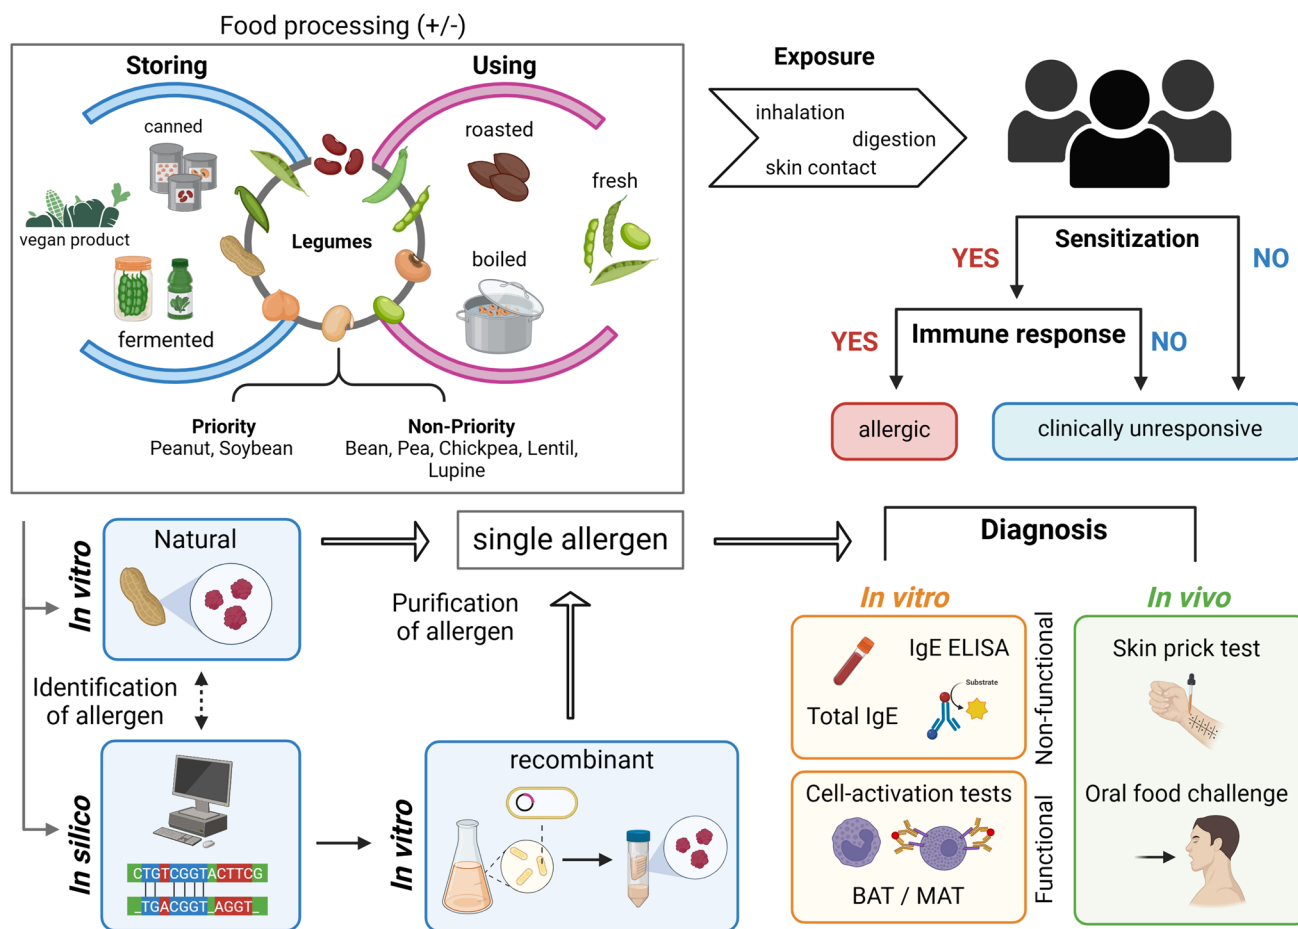 Food processing (+/-)
Storing
Using
canned
roasted
fresh
vegan product
Legumes
boiled
fermented
Priority
Peanut, Soybean
Non-Priority
Bean, Pea, Chickpea, Lentil,
Lupine
Exposure
inhalation
digestion
skin contact
Sensitization
YES
NO
Immune response
YES
NO
allergic
clinically unresponsive
In vitro
Natural
single allergen
Purification
of allergen
Identification
of allergen
In silico
CTGTCGGTACTTCG
_TGACGGT_AGGT_
In vitro
recombinant
Diagnosis
In vitro
In vivo
IgE ELISA
Substrate
Total IgE
Non-functional
Skin prick test
Cell-activation tests
BAT / MAT
Functional
Oral food challenge